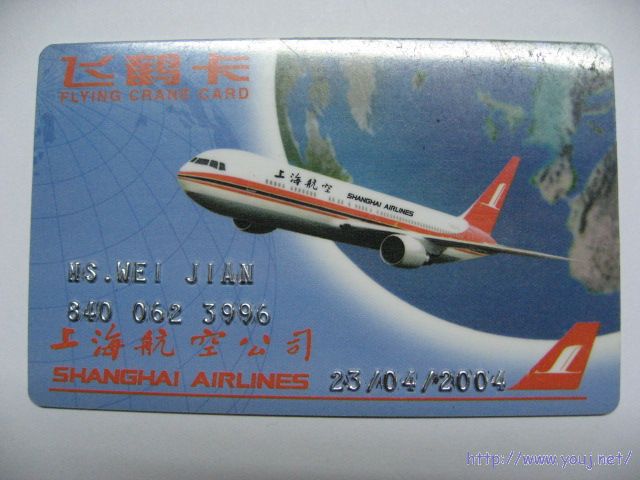 飞鹤卡
FLYING CRANE CARD
上海航空
SHANGHAI AIRLINES
MS.WEI JIAN
840 062 3996
上海航空公司
SHANGHAI AIRLINES
23/04/2004
http://www.youj.net/